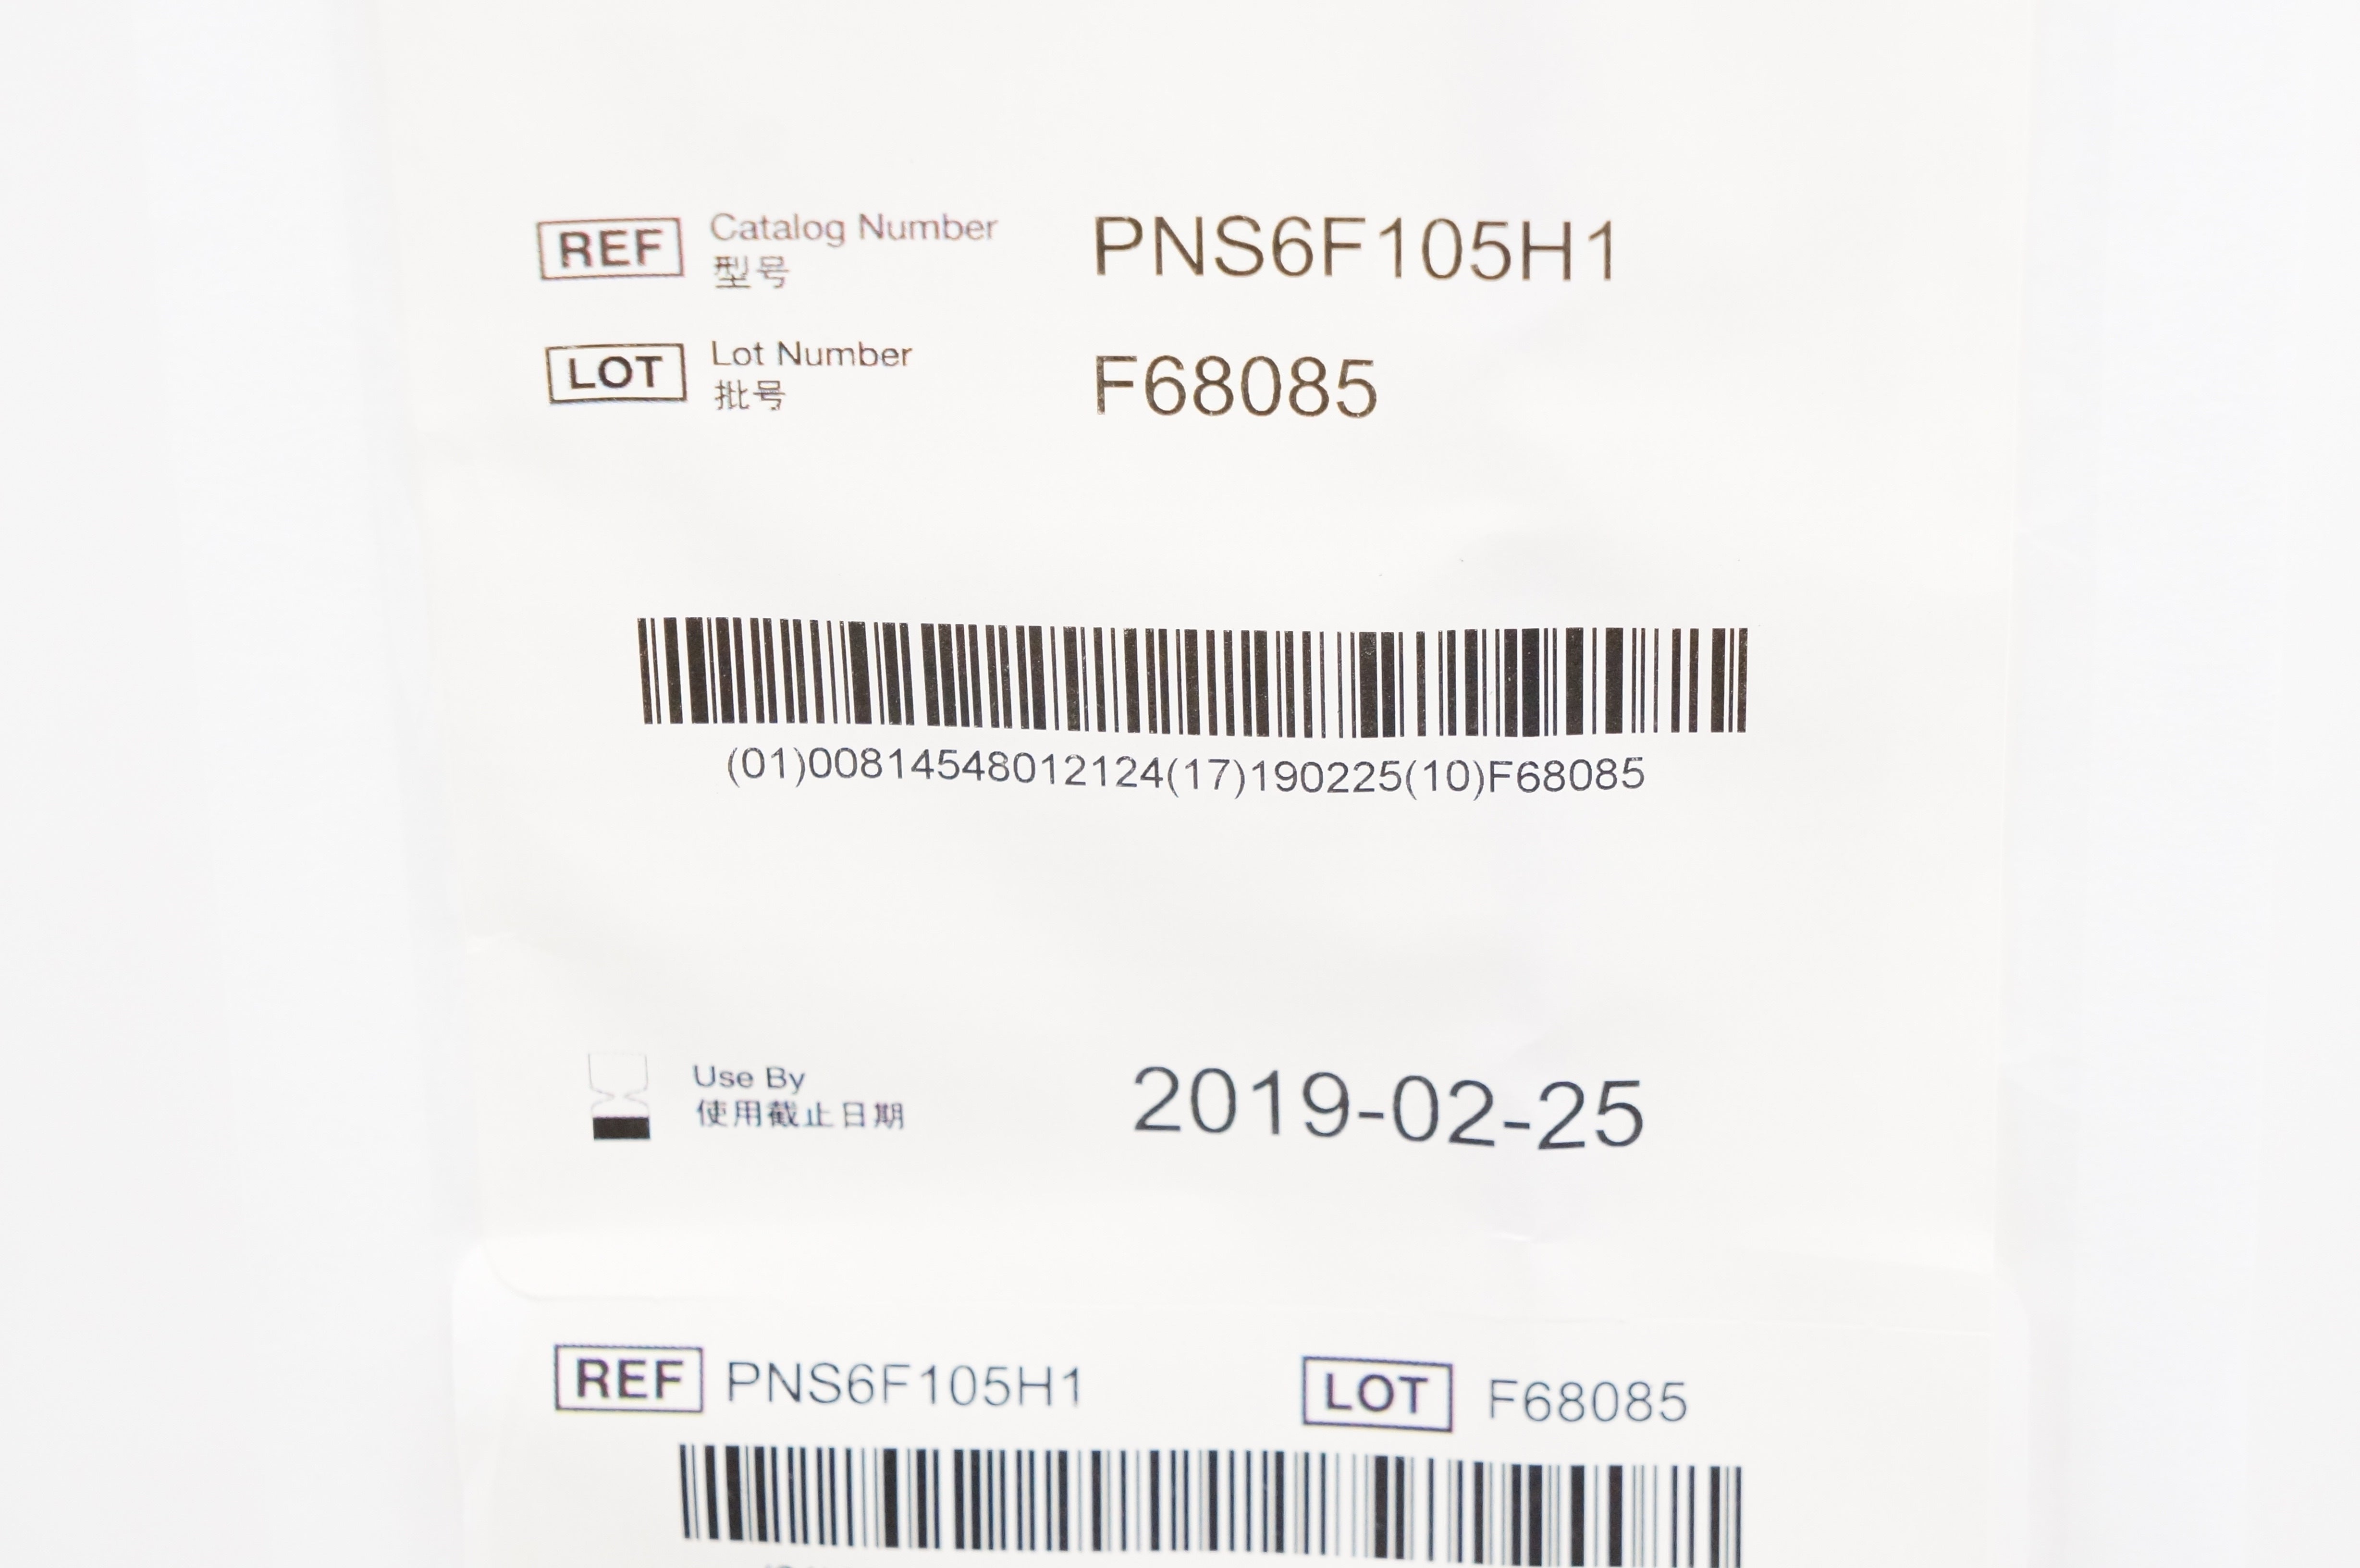 REF Catalog Number PNS6F105H1
型号
LOT Lot Number F68085
批号
(01)00814548012124(17)190225(10)F68085
Use By 2019-02-25
使用截止日期
REF PNS6F105H1 LOT F68085